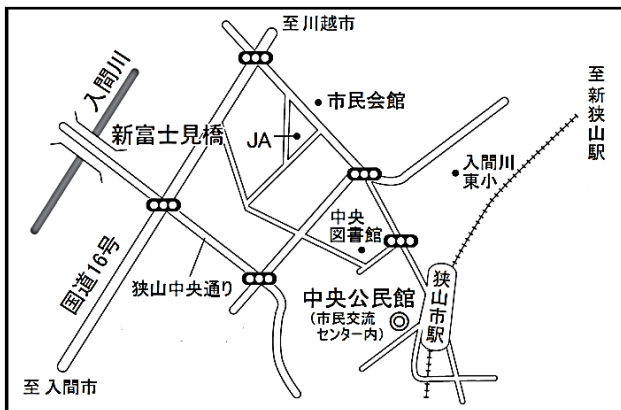 至川越市
入間川
新富士見橋
市民会館
JA
至新狭山駅
入間川
東小
中央
図書館
国道16号
狭山中央通り
中央公民館
(市民交流
センター内)
狭山市駅
至入間市